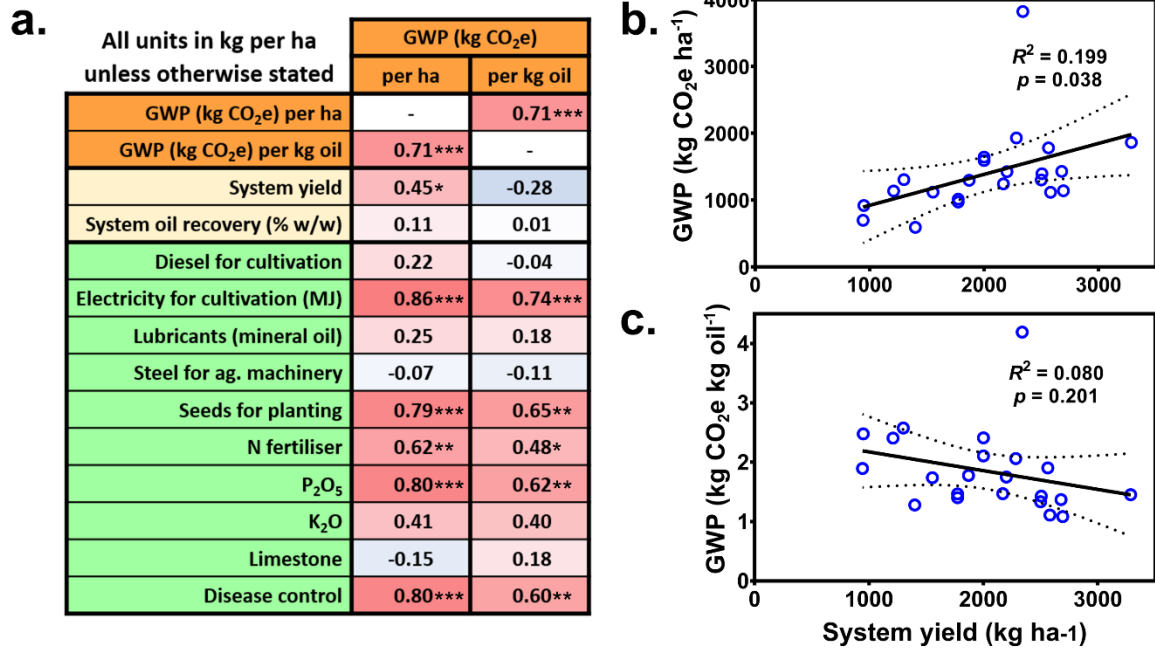 a.
All units in kg per ha
unless otherwise stated
GWP (kg CO₂e)
per ha per kg oil
GWP (kg CO₂e) per ha - 0.71***
GWP (kg CO₂e) per kg oil 0.71*** -
System yield 0.45* -0.28
System oil recovery (% w/w) 0.11 0.01
Diesel for cultivation 0.22 -0.04
Electricity for cultivation (MJ) 0.86*** 0.74***
Lubricants (mineral oil) 0.25 0.18
Steel for ag. machinery -0.07 -0.11
Seeds for planting 0.79*** 0.65**
N fertiliser 0.62** 0.48*
P₂O₅ 0.80*** 0.62**
K₂O 0.41 0.40
Limestone -0.15 0.18
Disease control 0.80*** 0.60**
b.
GWP (kg CO₂e ha⁻¹)
4000
3000
2000
1000
0
R² = 0.199
p = 0.038
0 1000 2000 3000
c.
GWP (kg CO₂e kg oil⁻¹)
4
3
2
1
0
R² = 0.080
p = 0.201
0 1000 2000 3000
System yield (kg ha-1)